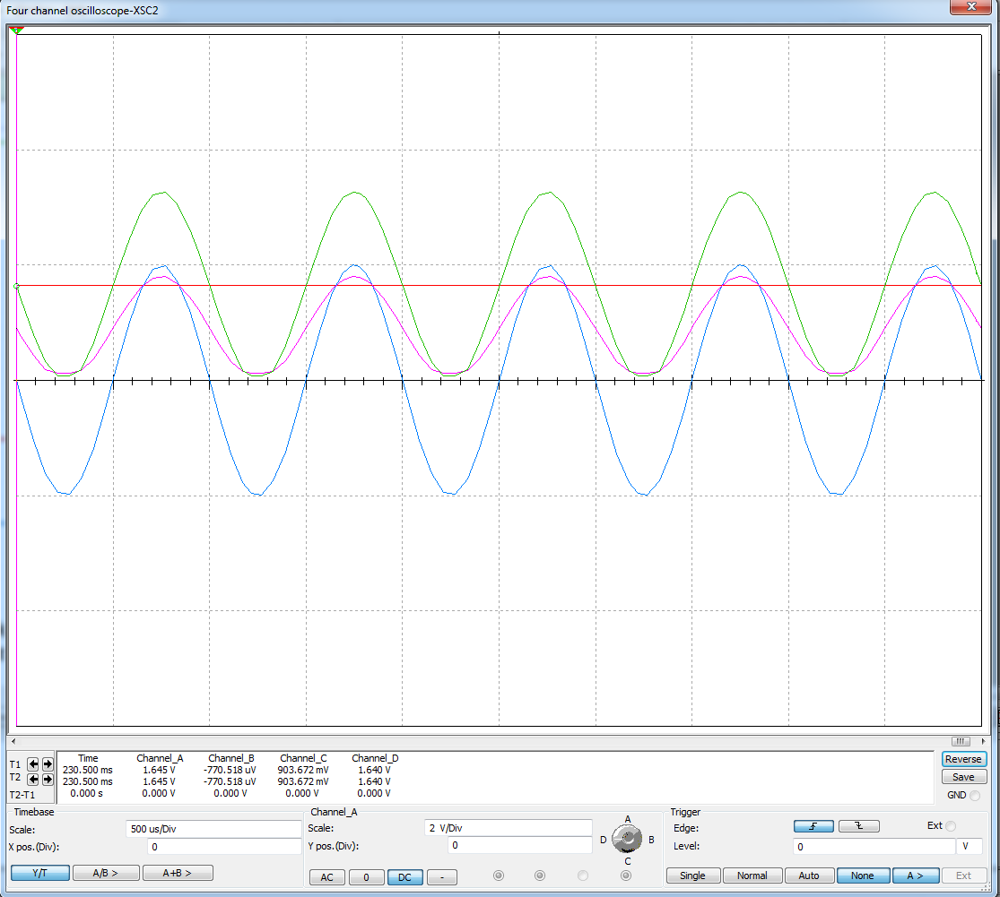 Four channel oscilloscope-XSC2
Time Channel_A Channel_B Channel_C Channel_D
T1 230.500 ms 1.645 V -770.518 uV 903.672 mV 1.640 V
T2 230.500 ms 1.645 V -770.518 uV 903.672 mV 1.640 V
T2-T1 0.000 s 0.000 V 0.000 V 0.000 V 0.000 V
Reverse
Save
GND
Timebase
Scale: 500 us/Div
X pos.(Div): 0
Y/T A/B > A+B >
Channel_A
Scale: 2 V/Div
Y pos.(Div): 0
AC 0 DC -
A
D B
C
Trigger
Edge: Ext
Level: 0 V
Single Normal Auto None A > Ext